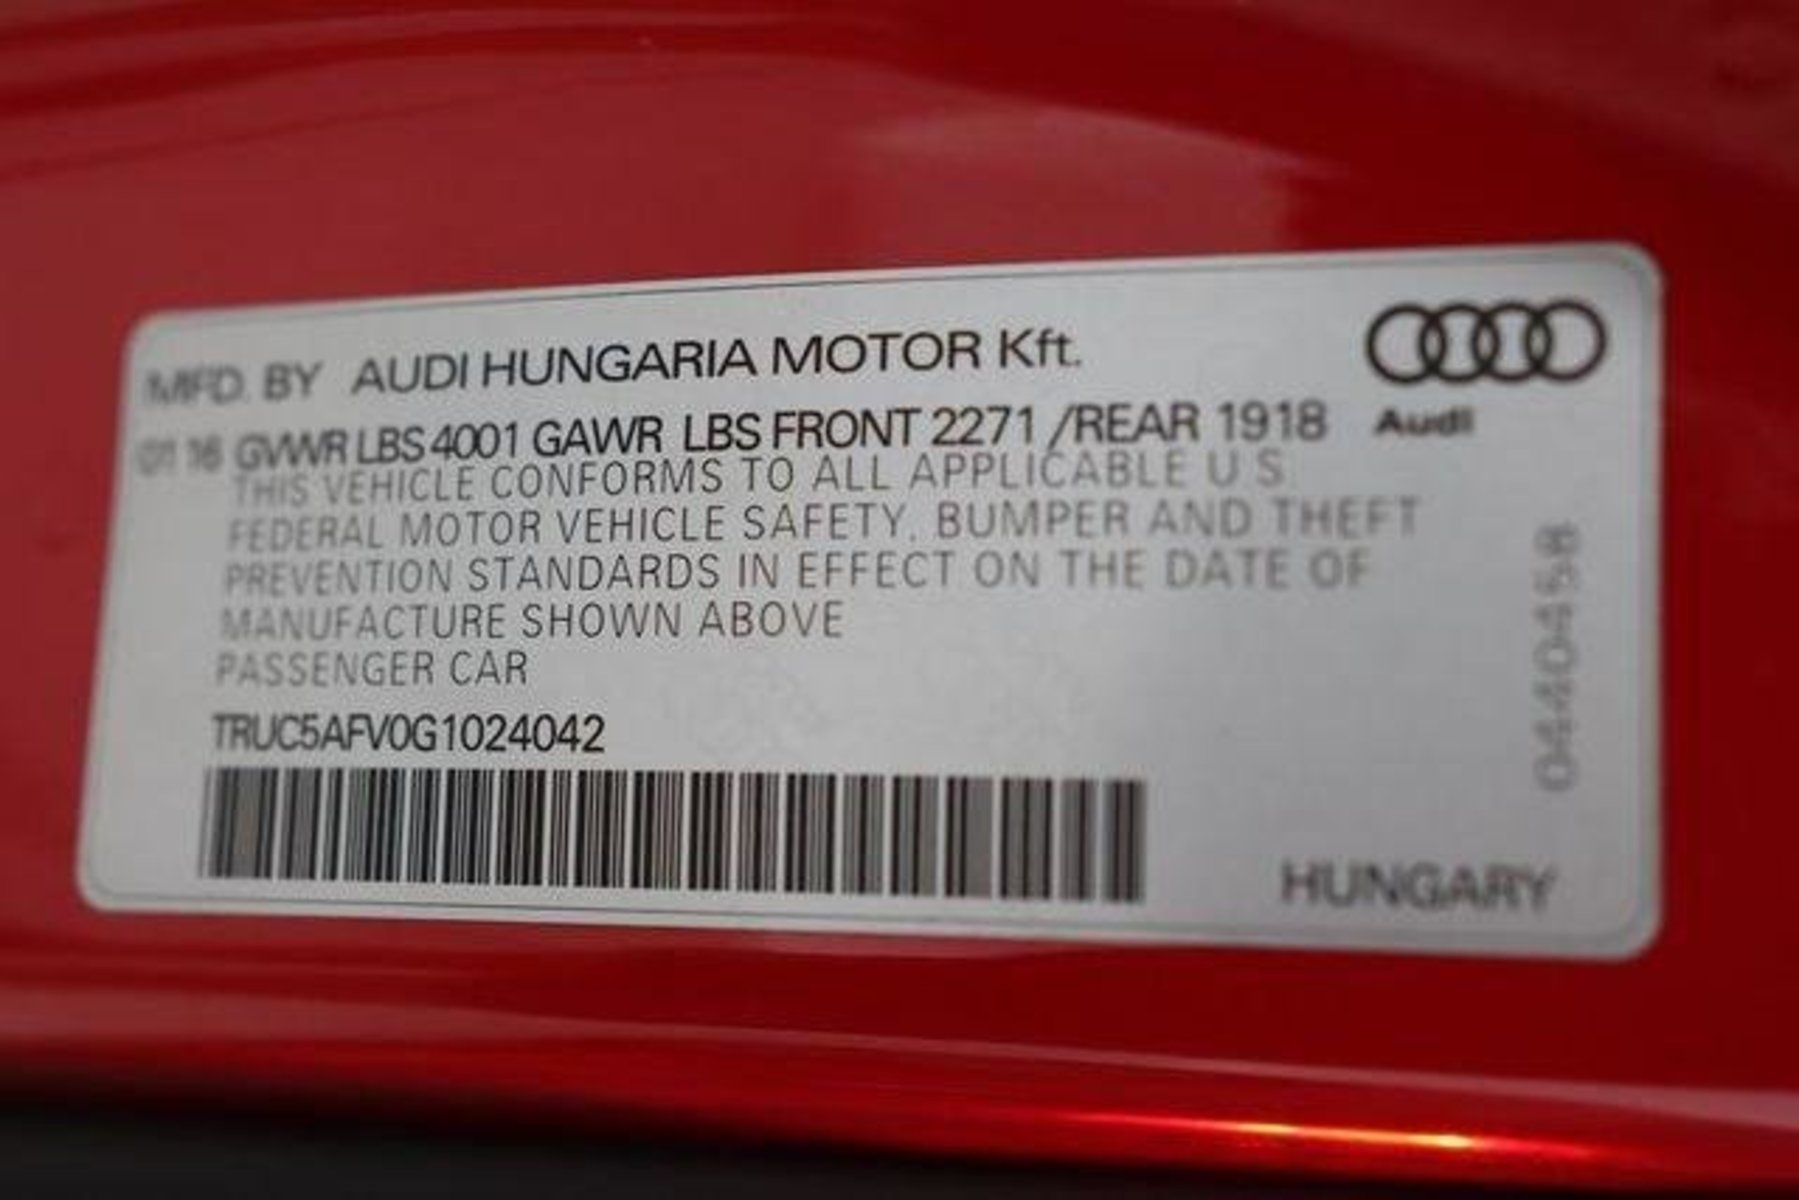 MFD. BY AUDI HUNGARIA MOTOR Kft.
Audi
01 16 GVWR LBS 4001 GAWR LBS FRONT 2271 /REAR 1918
THIS VEHICLE CONFORMS TO ALL APPLICABLE U S
FEDERAL MOTOR VEHICLE SAFETY, BUMPER AND THEFT
PREVENTION STANDARDS IN EFFECT ON THE DATE OF
MANUFACTURE SHOWN ABOVE
PASSENGER CAR
TRUC5AFV0G1024042
0440458
HUNGARY